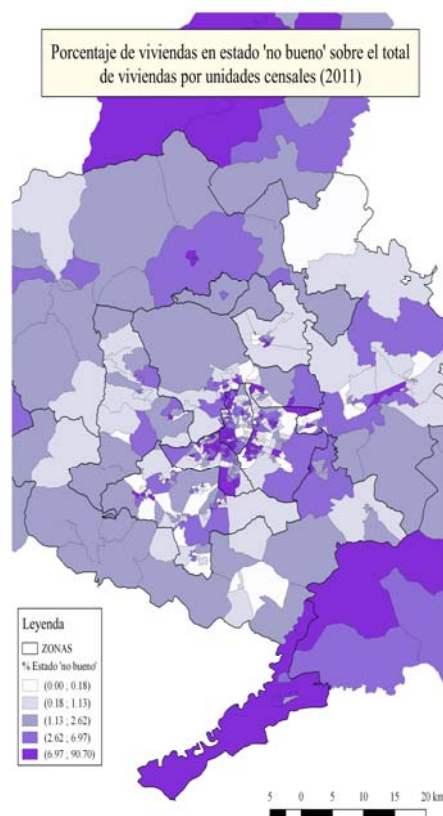 Porcentaje de viviendas en estado 'no bueno' sobre el total
de viviendas por unidades censales (2011)
Leyenda
ZONAS
% Estado 'no bueno'
(0.00 ; 0.18)
(0.18 ; 1.13)
(1.13 ; 2.62)
(2.62 ; 6.97)
(6.97 ; 90.70)
5 0 5 10 15 20 km